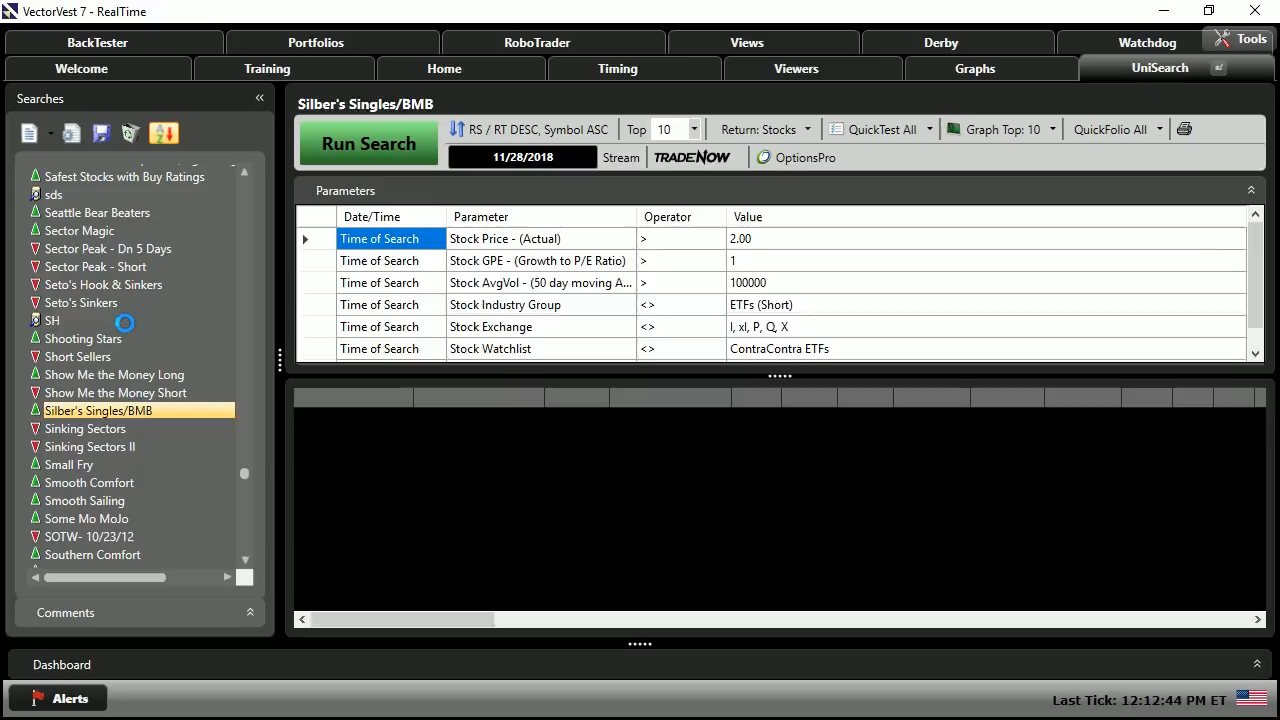 VectorVest 7 - RealTime
BackTester
Portfolios
RoboTrader
Views
Derby
Watchdog
Tools
Welcome
Training
Home
Timing
Viewers
Graphs
UniSearch
Searches
Safest Stocks with Buy Ratings
sds
Seattle Bear Beaters
Sector Magic
Sector Peak - Dn 5 Days
Sector Peak - Short
Seto's Hook & Sinkers
Seto's Sinkers
SH
Shooting Stars
Short Sellers
Show Me the Money Long
Show Me the Money Short
Silber's Singles/BMB
Sinking Sectors
Sinking Sectors II
Small Fry
Smooth Comfort
Smooth Sailing
Some Mo MoJo
SOTW- 10/23/12
Southern Comfort
Comments
Silber's Singles/BMB
Run Search
RS / RT DESC, Symbol ASC
Top 10
Return: Stocks
QuickTest All
Graph Top: 10
QuickFolio All
11/28/2018
Stream
TRADENOW
OptionsPro
Parameters
Date/Time Parameter Operator Value
Time of Search Stock Price - (Actual) > 2.00
Time of Search Stock GPE - (Growth to P/E Ratio) > 1
Time of Search Stock AvgVol - (50 day moving A... > 100000
Time of Search Stock Industry Group <> ETFs (Short)
Time of Search Stock Exchange <> I, xI, P, Q, X
Time of Search Stock Watchlist <> ContraContra ETFs
Dashboard
Alerts
Last Tick: 12:12:44 PM ET